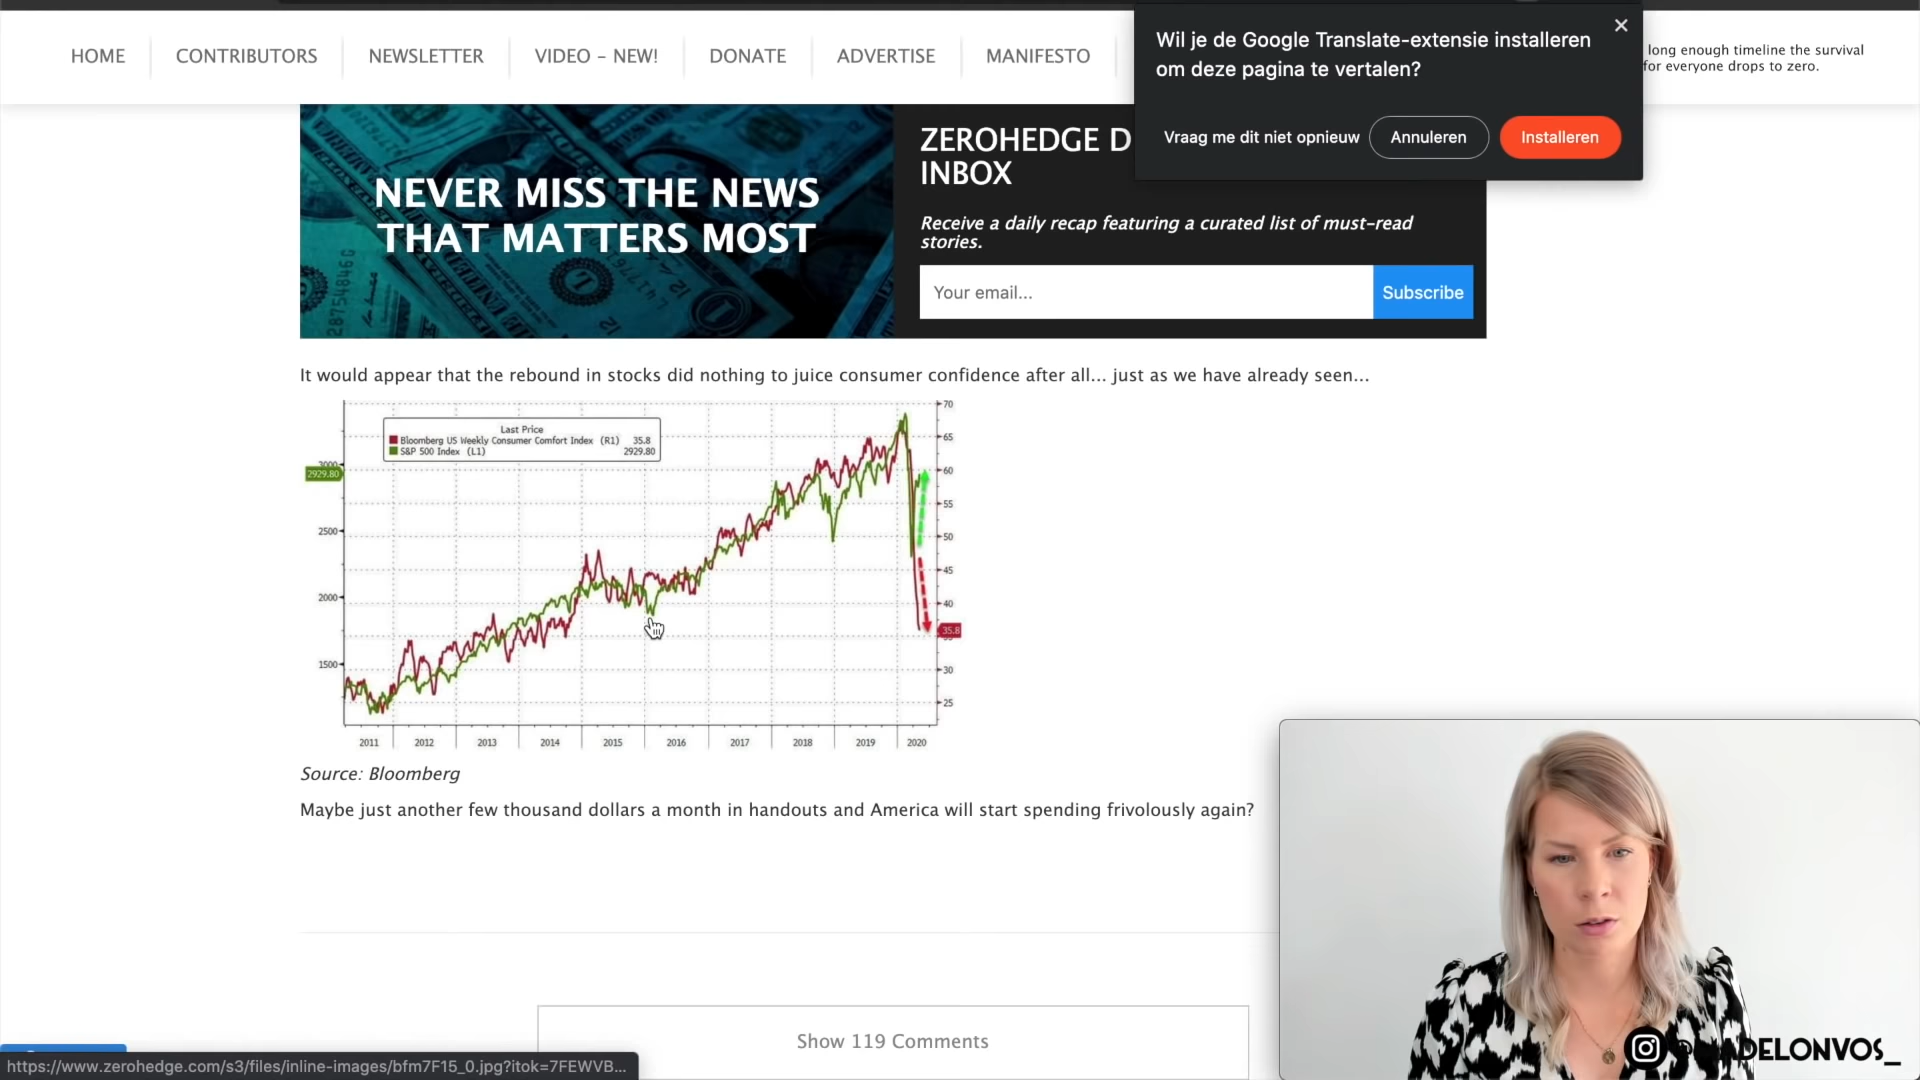 HOME
CONTRIBUTORS
NEWSLETTER
VIDEO – NEW!
DONATE
ADVERTISE
MANIFESTO
long enough timeline the survival
for everyone drops to zero.
Wil je de Google Translate-extensie installeren
om deze pagina te vertalen?
Vraag me dit niet opnieuw
Annuleren
Installeren
NEVER MISS THE NEWS
THAT MATTERS MOST
ZEROHEDGE D
INBOX
Receive a daily recap featuring a curated list of must-read
stories.
Your email...
Subscribe
It would appear that the rebound in stocks did nothing to juice consumer confidence after all... just as we have already seen...
Last Price
Bloomberg US Weekly Consumer Comfort Index (R1) 35.8
S&P 500 Index (L1) 2929.80
3000
2929.80
2500
2000
1500
70
65
60
55
50
45
40
35.8
30
25
2011 2012 2013 2014 2015 2016 2017 2018 2019 2020
Source: Bloomberg
Maybe just another few thousand dollars a month in handouts and America will start spending frivolously again?
Show 119 Comments
https://www.zerohedge.com/s3/files/inline-images/bfm7F15_0.jpg?itok=7FEWVB...